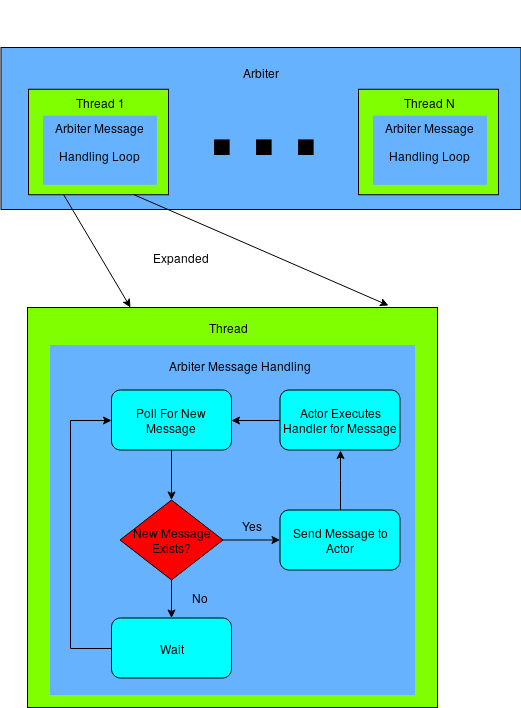 Arbiter
Thread 1
Arbiter Message
Handling Loop
Thread N
Arbiter Message
Handling Loop
Expanded
Thread
Arbiter Message Handling
Poll For New
Message
Actor Executes
Handler for Message
New Message
Exists?
Yes
Send Message to
Actor
No
Wait